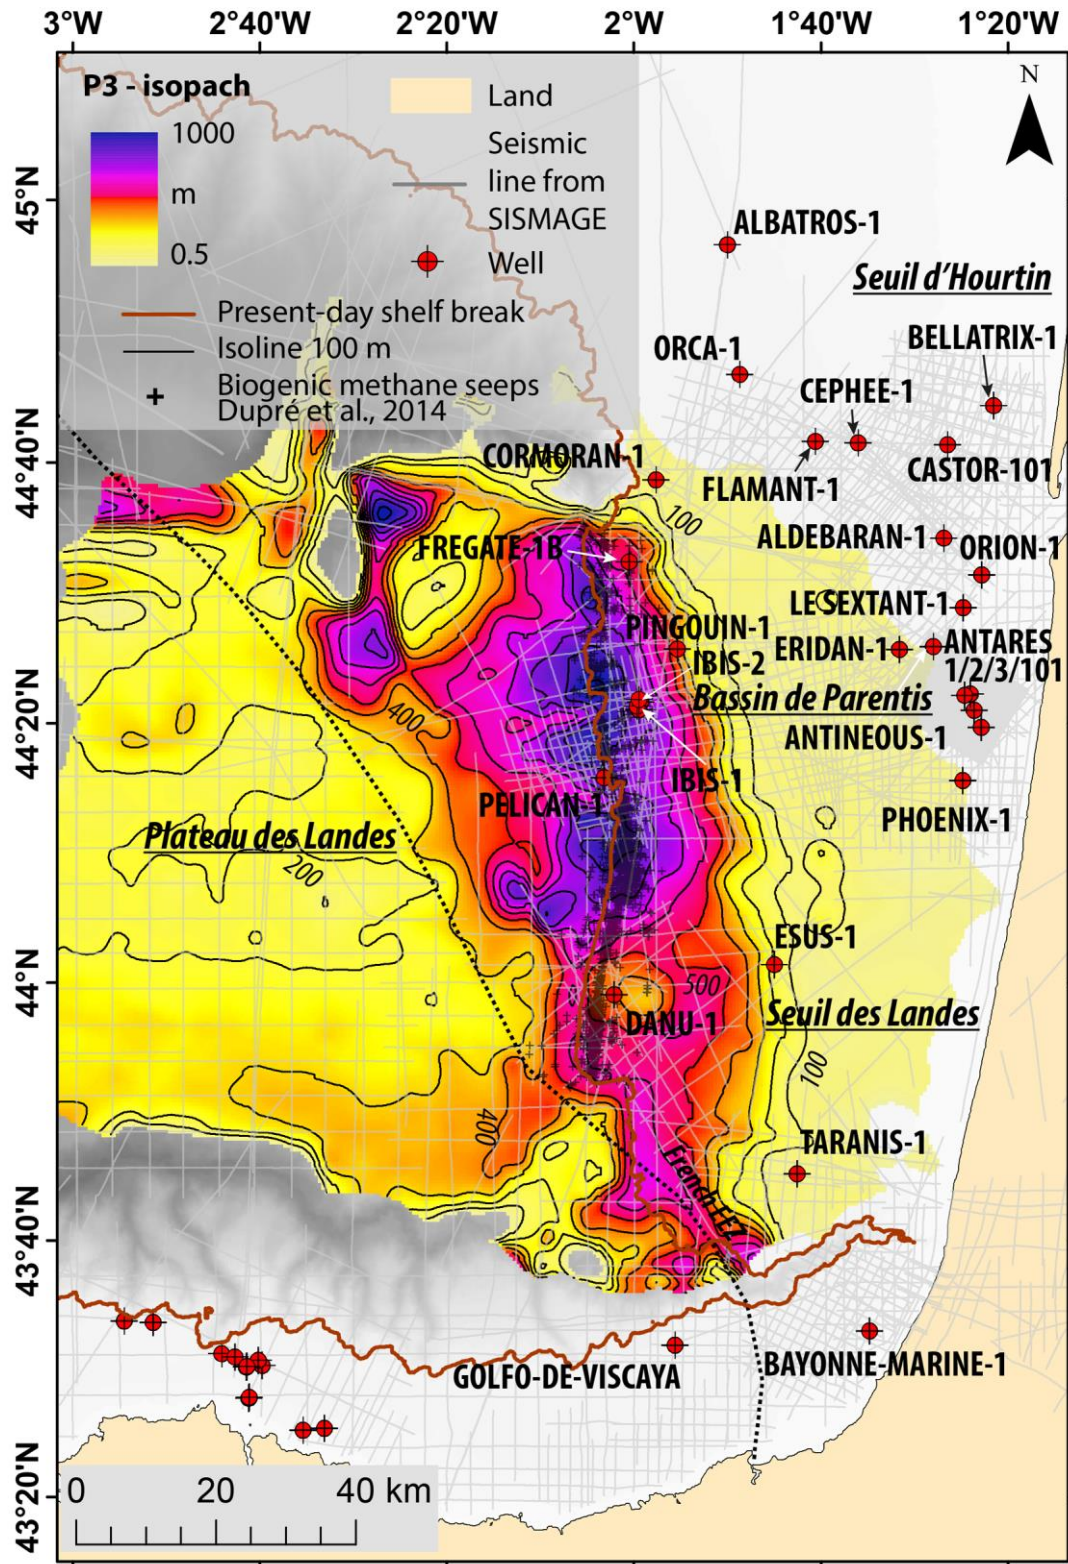 3°W
2°40'W
2°20'W
2°0'W
1°40'W
1°20'W
P3 - isopach
1000
m
0.5
Land
Seismic
line from
SISMAGE
Well
Present-day shelf break
Isoline 100 m
Biogenic methane seeps
Dupré et al., 2014
N
45°N
44°40'N
44°20'N
44°N
43°40'N
43°20'N
ALBATROS-1
Seuil d'Hourtin
ORCA-1
BELLATRIX-1
CEPHEE-1
CORMORAN-1
FLAMANT-1
CASTOR-101
100
FREGATE-1B
ALDEBARAN-1
ORION-1
LE SEXTANT-1
PINGOUIN-1
ERIDAN-1
ANTARES
1/2/3/101
IBIS-2
Bassin de Parentis
400
ANTINEOUS-1
IBIS-1
PELICAN-1
PHOENIX-1
Plateau des Landes
200
ESUS-1
500
DANU-1
Seuil des Landes
100
400
TARANIS-1
French EEZ
GOLFO-DE-VISCAYA
BAYONNE-MARINE-1
0
20
40 km